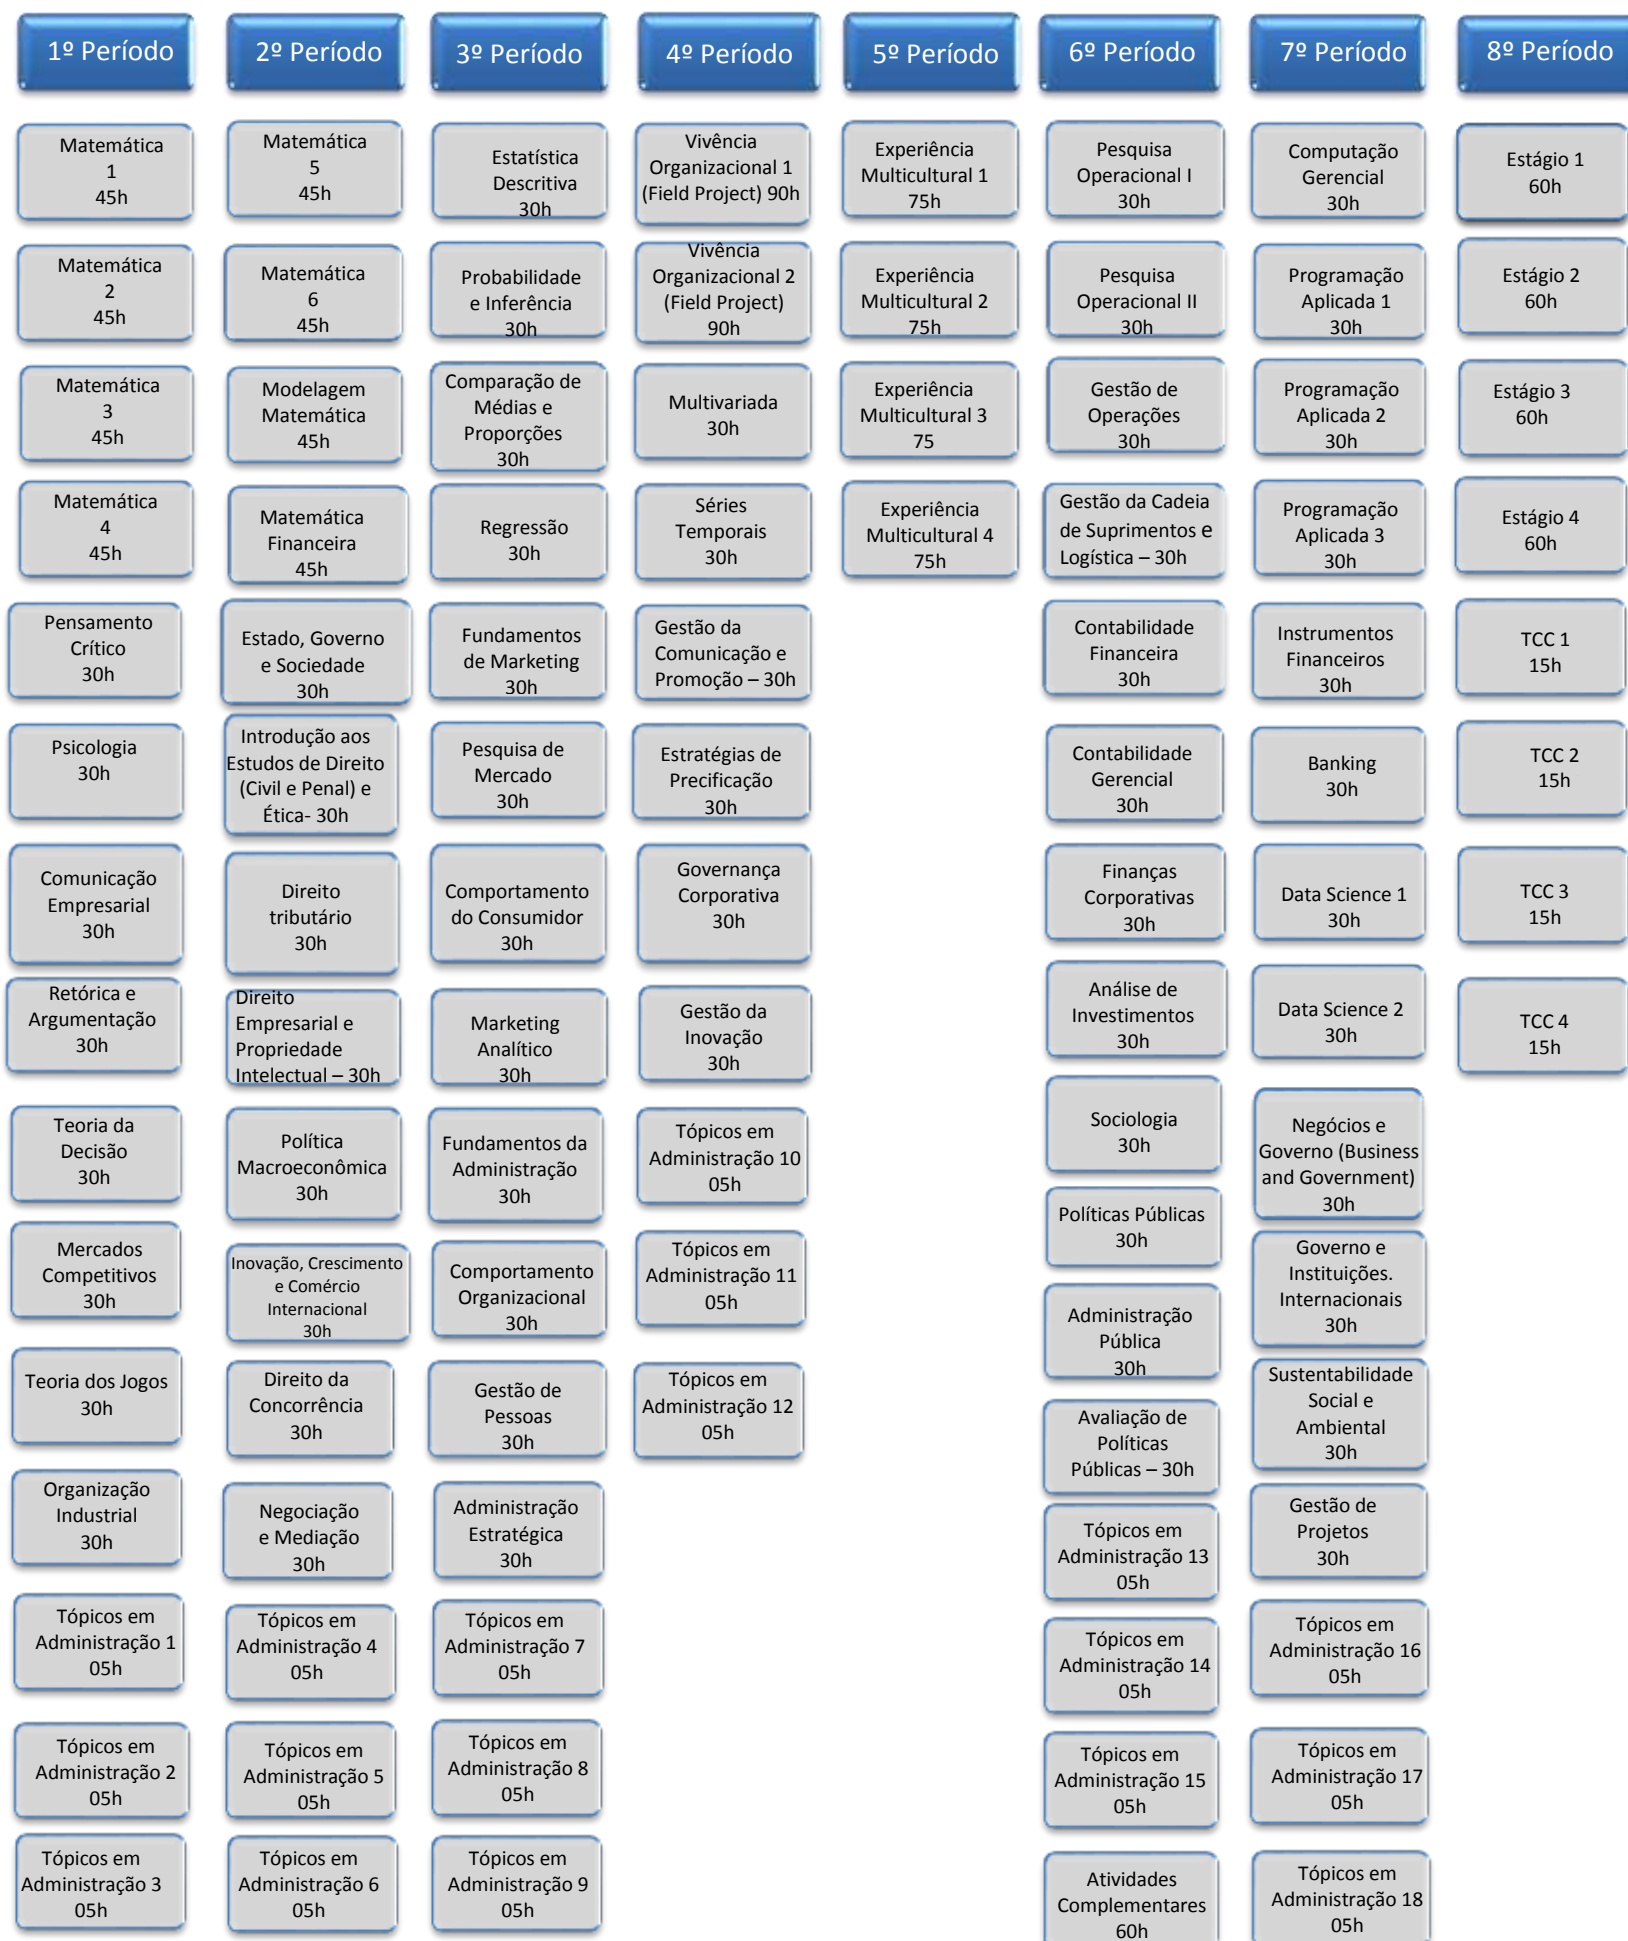 1º Período
2º Período
3º Período
4º Período
5º Período
6º Período
7º Período
8º Período
Matemática
1
45h
Matemática
2
45h
Matemática
3
45h
Matemática
4
45h
Pensamento
Crítico
30h
Psicologia
30h
Comunicação
Empresarial
30h
Retórica e
Argumentação
30h
Teoria da
Decisão
30h
Mercados
Competitivos
30h
Teoria dos Jogos
30h
Organização
Industrial
30h
Tópicos em
Administração 1
05h
Tópicos em
Administração 2
05h
Tópicos em
Administração 3
05h
Matemática
5
45h
Matemática
6
45h
Modelagem
Matemática
45h
Matemática
Financeira
45h
Estado, Governo
e Sociedade
30h
Introdução aos
Estudos de Direito
(Civil e Penal) e
Ética- 30h
Direito
tributário
30h
Direito
Empresarial e
Propriedade
Intelectual – 30h
Política
Macroeconômica
30h
Inovação, Crescimento
e Comércio
Internacional
30h
Direito da
Concorrência
30h
Negociação
e Mediação
30h
Tópicos em
Administração 4
05h
Tópicos em
Administração 5
05h
Tópicos em
Administração 6
05h
Estatística
Descritiva
30h
Probabilidade
e Inferência
30h
Comparação de
Médias e
Proporções
30h
Regressão
30h
Fundamentos
de Marketing
30h
Pesquisa de
Mercado
30h
Comportamento
do Consumidor
30h
Marketing
Analítico
30h
Fundamentos da
Administração
30h
Comportamento
Organizacional
30h
Gestão de
Pessoas
30h
Administração
Estratégica
30h
Tópicos em
Administração 7
05h
Tópicos em
Administração 8
05h
Tópicos em
Administração 9
05h
Vivência
Organizacional 1
(Field Project) 90h
Vivência
Organizacional 2
(Field Project)
90h
Multivariada
30h
Séries
Temporais
30h
Gestão da
Comunicação e
Promoção – 30h
Estratégias de
Precificação
30h
Governança
Corporativa
30h
Gestão da
Inovação
30h
Tópicos em
Administração 10
05h
Tópicos em
Administração 11
05h
Tópicos em
Administração 12
05h
Experiência
Multicultural 1
75h
Experiência
Multicultural 2
75h
Experiência
Multicultural 3
75
Experiência
Multicultural 4
75h
Pesquisa
Operacional I
30h
Pesquisa
Operacional II
30h
Gestão de
Operações
30h
Gestão da Cadeia
de Suprimentos e
Logística – 30h
Contabilidade
Financeira
30h
Contabilidade
Gerencial
30h
Finanças
Corporativas
30h
Análise de
Investimentos
30h
Sociologia
30h
Políticas Públicas
30h
Administração
Pública
30h
Avaliação de
Políticas
Públicas – 30h
Tópicos em
Administração 13
05h
Tópicos em
Administração 14
05h
Tópicos em
Administração 15
05h
Atividades
Complementares
60h
Computação
Gerencial
30h
Programação
Aplicada 1
30h
Programação
Aplicada 2
30h
Programação
Aplicada 3
30h
Instrumentos
Financeiros
30h
Banking
30h
Data Science 1
30h
Data Science 2
30h
Negócios e
Governo (Business
and Government)
30h
Governo e
Instituições.
Internacionais
30h
Sustentabilidade
Social e
Ambiental
30h
Gestão de
Projetos
30h
Tópicos em
Administração 16
05h
Tópicos em
Administração 17
05h
Tópicos em
Administração 18
05h
Estágio 1
60h
Estágio 2
60h
Estágio 3
60h
Estágio 4
60h
TCC 1
15h
TCC 2
15h
TCC 3
15h
TCC 4
15h